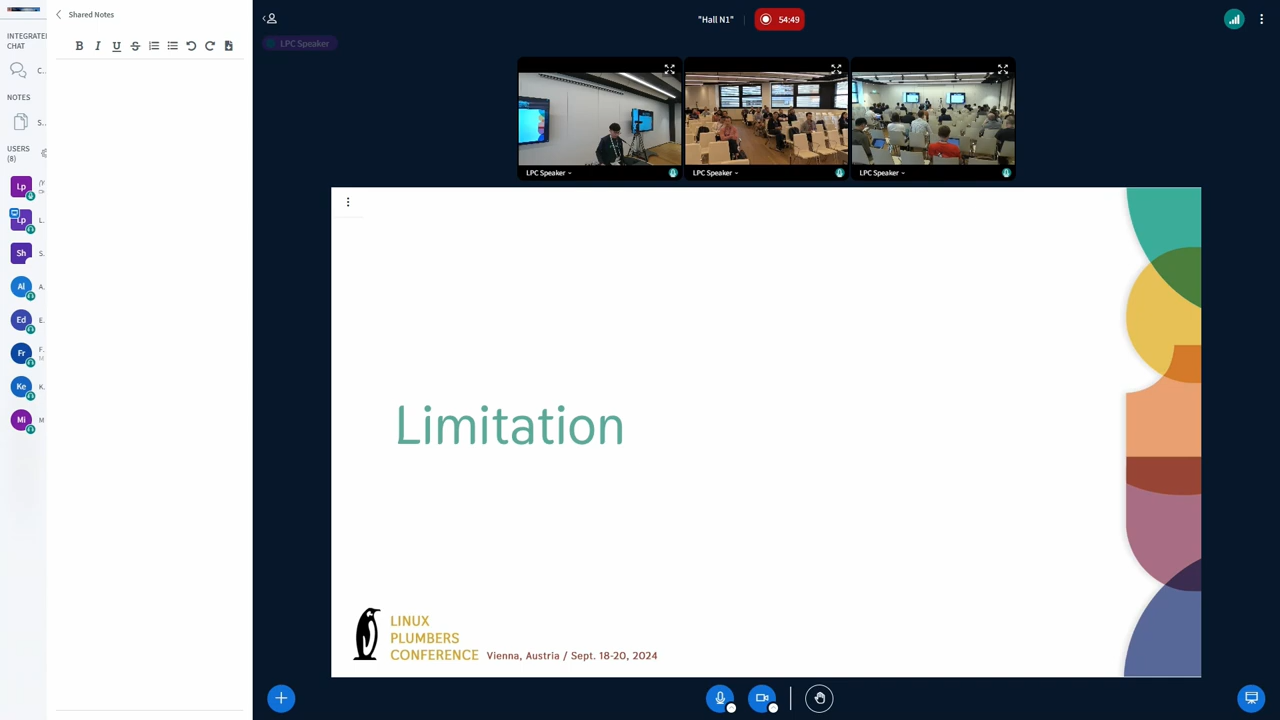 Shared Notes
"Hall N1"
54:49
INTEGRATE
CHAT
C..
NOTES
S..
USERS
(8)
Lp
Lp
L.
Sh
S.
Al
A.
Ed
E.
Fr
F.
M
Ke
K.
Mi
M
B I U S
LPC Speaker
LPC Speaker
LPC Speaker
LPC Speaker
Limitation
LINUX
PLUMBERS
CONFERENCE Vienna, Austria / Sept. 18-20, 2024